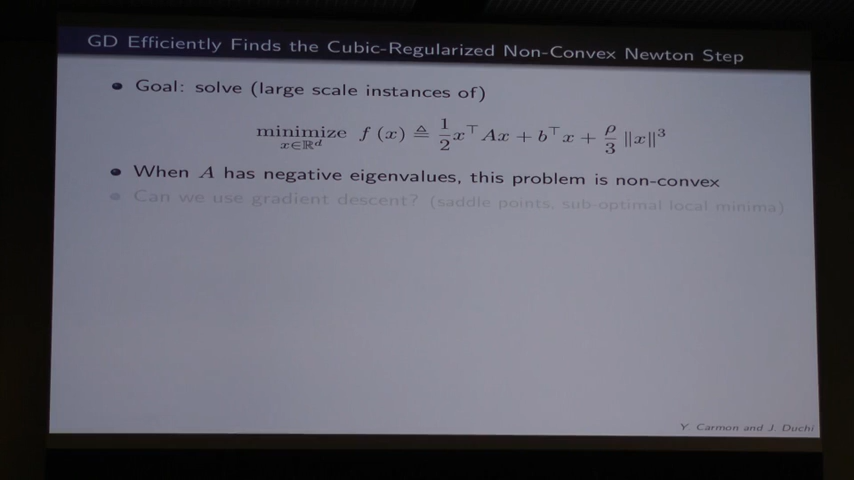 GD Efficiently Finds the Cubic-Regularized Non-Convex Newton Step
• Goal: solve (large scale instances of)
minimize f (x) ≜ 1/2 x⊤Ax + b⊤x + ρ/3 ‖x‖³
x∈ℝᵈ
• When A has negative eigenvalues, this problem is non-convex
• Can we use gradient descent? (saddle points, sub-optimal local minima)
Y. Carmon and J. Duchi